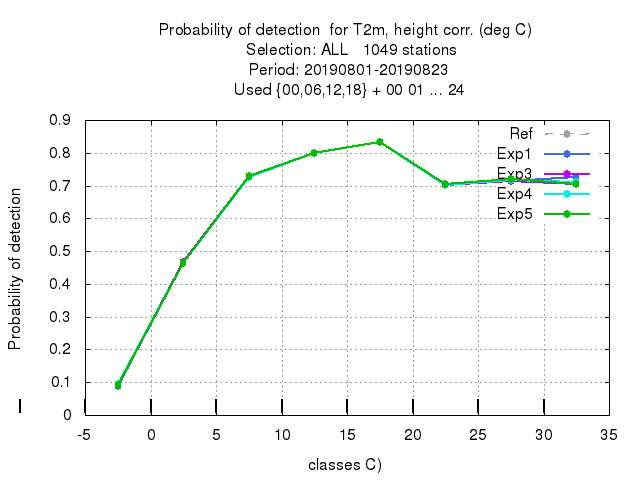 Probability of detection  for T2m, height corr. (deg C)
Selection: ALL   1049 stations
Period: 20190801-20190823
Used {00,06,12,18} + 00 01 ... 24
Probability of detection
0.9
0.8
0.7
0.6
0.5
0.4
0.3
0.2
0.1
0
Ref
Exp1
Exp3
Exp4
Exp5
-5 0 5 10 15 20 25 30 35
classes C)